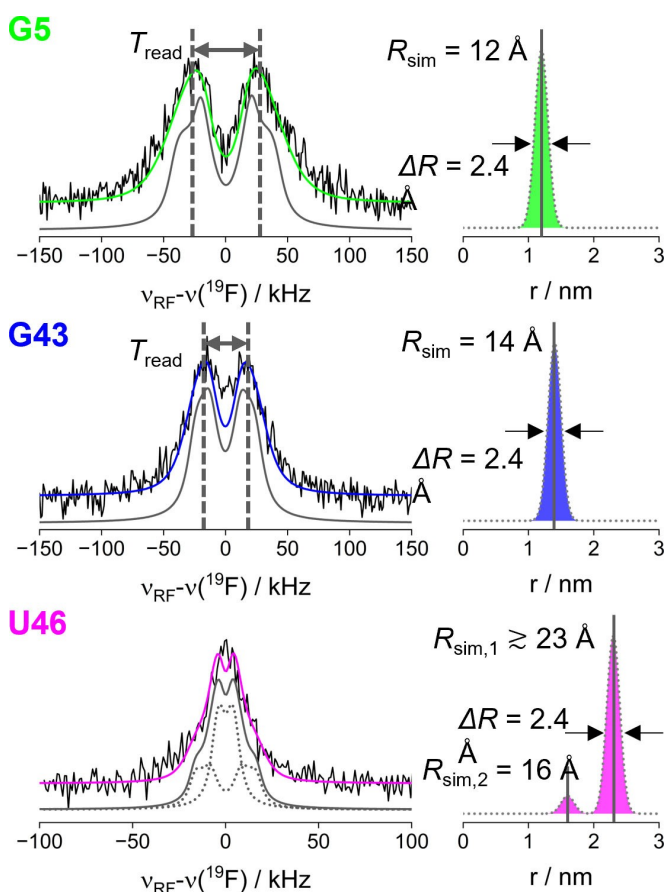 G5
T_read
R_sim = 12 Å
ΔR = 2.4
Å
−150 −100 −50 0 50 100 150
0 1 2 3
ν_RF-ν(¹⁹F) / kHz
r / nm
G43
T_read
R_sim = 14 Å
ΔR = 2.4
Å
−150 −100 −50 0 50 100 150
0 1 2 3
ν_RF-ν(¹⁹F) / kHz
r / nm
U46
R_sim,1 ≳ 23 Å
ΔR = 2.4
Å
R_sim,2 = 16 Å
−100 −50 0 50 100
0 1 2 3
ν_RF-ν(¹⁹F) / kHz
r / nm